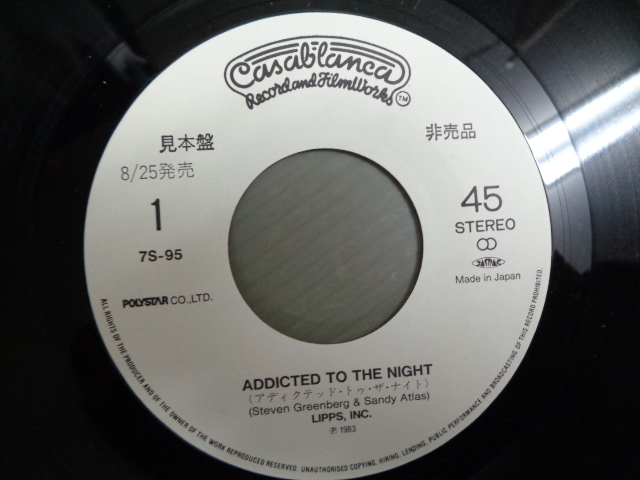 Casablanca
Record and FilmWorks
TM
見本盤
非売品
8/25発売
1
45
7S-95
STEREO
JASRAC
Made in Japan
POLYSTAR CO.,LTD.
ADDICTED TO THE NIGHT
(アディクテッド・トゥ・ザ・ナイト)
(Steven Greenberg & Sandy Atlas)
LIPPS, INC.
Ⓟ 1983
ALL RIGHTS OF THE PRODUCER AND OF THE OWNER OF THE WORK REPRODUCED RESERVED. UNAUTHORISED COPYING, HIRING, LENDING, PUBLIC PERFORMANCE AND BROADCASTING OF THIS RECORD PROHIBITED.